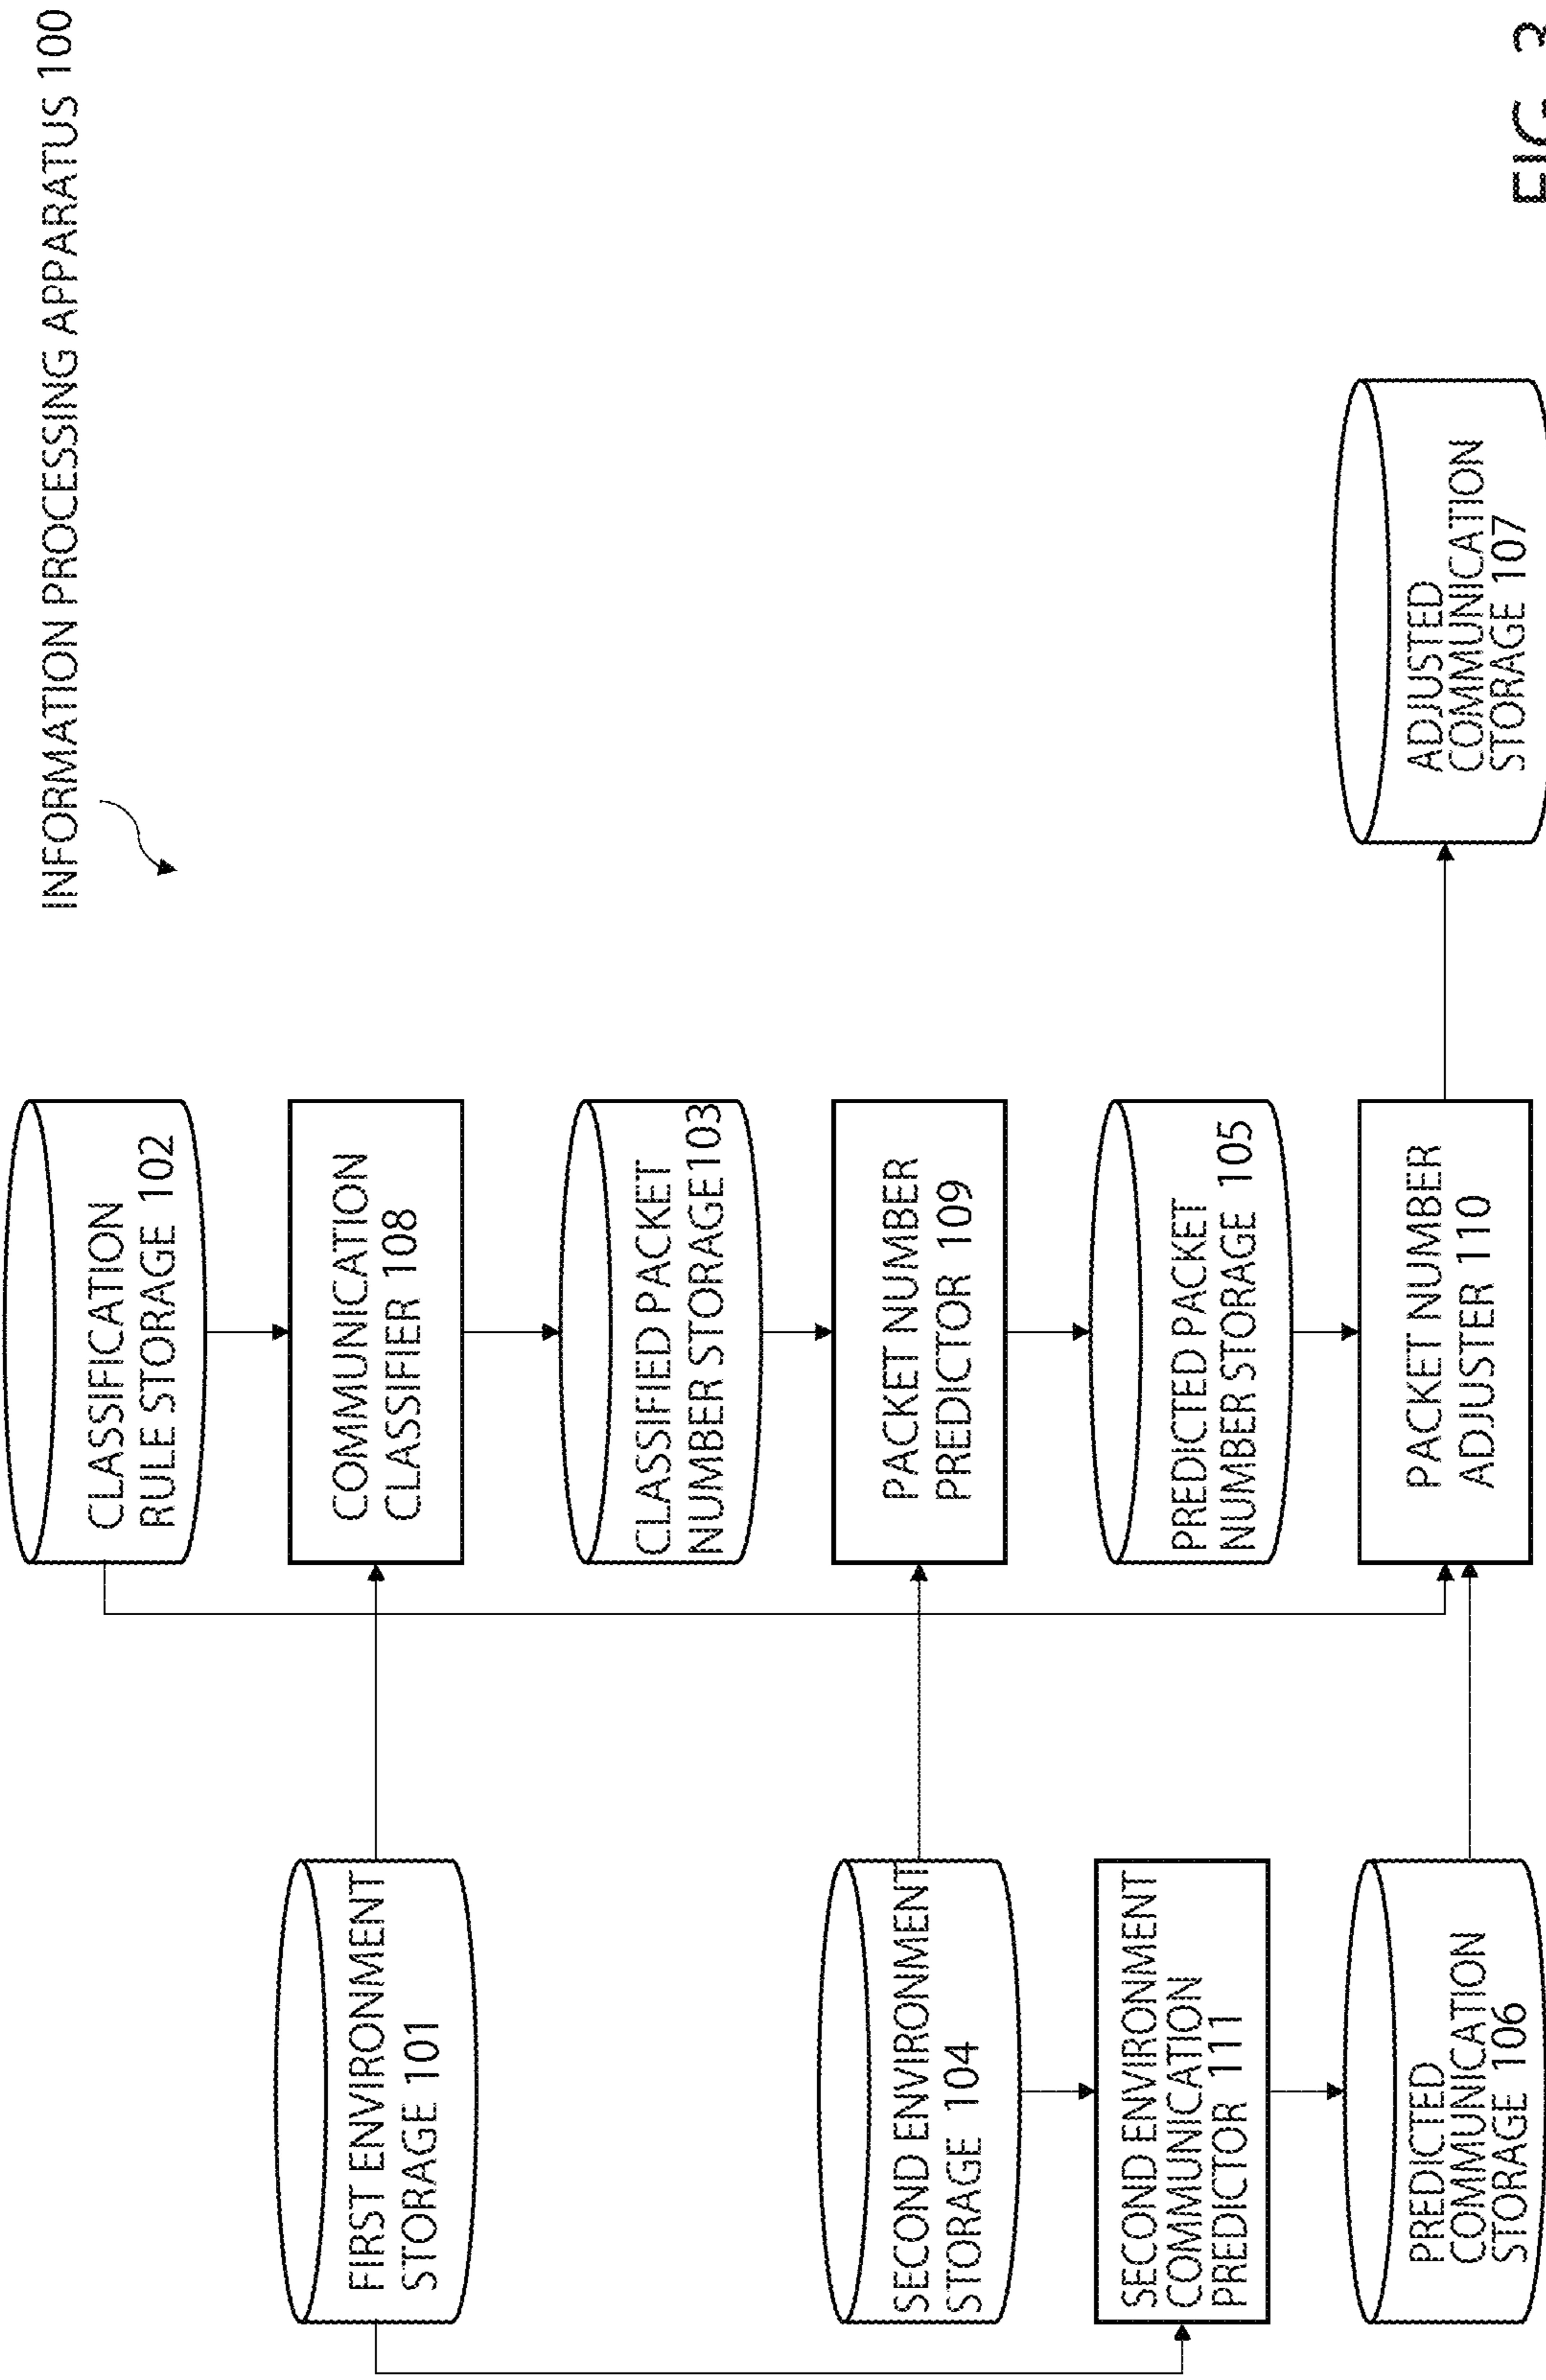 INFORMATION PROCESSING APPARATUS 100
CLASSIFICATION
RULE STORAGE 102
FIRST ENVIRONMENT
STORAGE 101
COMMUNICATION
CLASSIFIER 108
CLASSIFIED PACKET
NUMBER STORAGE103
SECOND ENVIRONMENT
STORAGE 104
PACKET NUMBER
PREDICTOR 109
SECOND ENVIRONMENT
COMMUNICATION
PREDICTOR 111
PREDICTED PACKET
NUMBER STORAGE 105
PREDICTED
COMMUNICATION
STORAGE 106
PACKET NUMBER
ADJUSTER 110
ADJUSTED
COMMUNICATION
STORAGE 107
FIG. 3